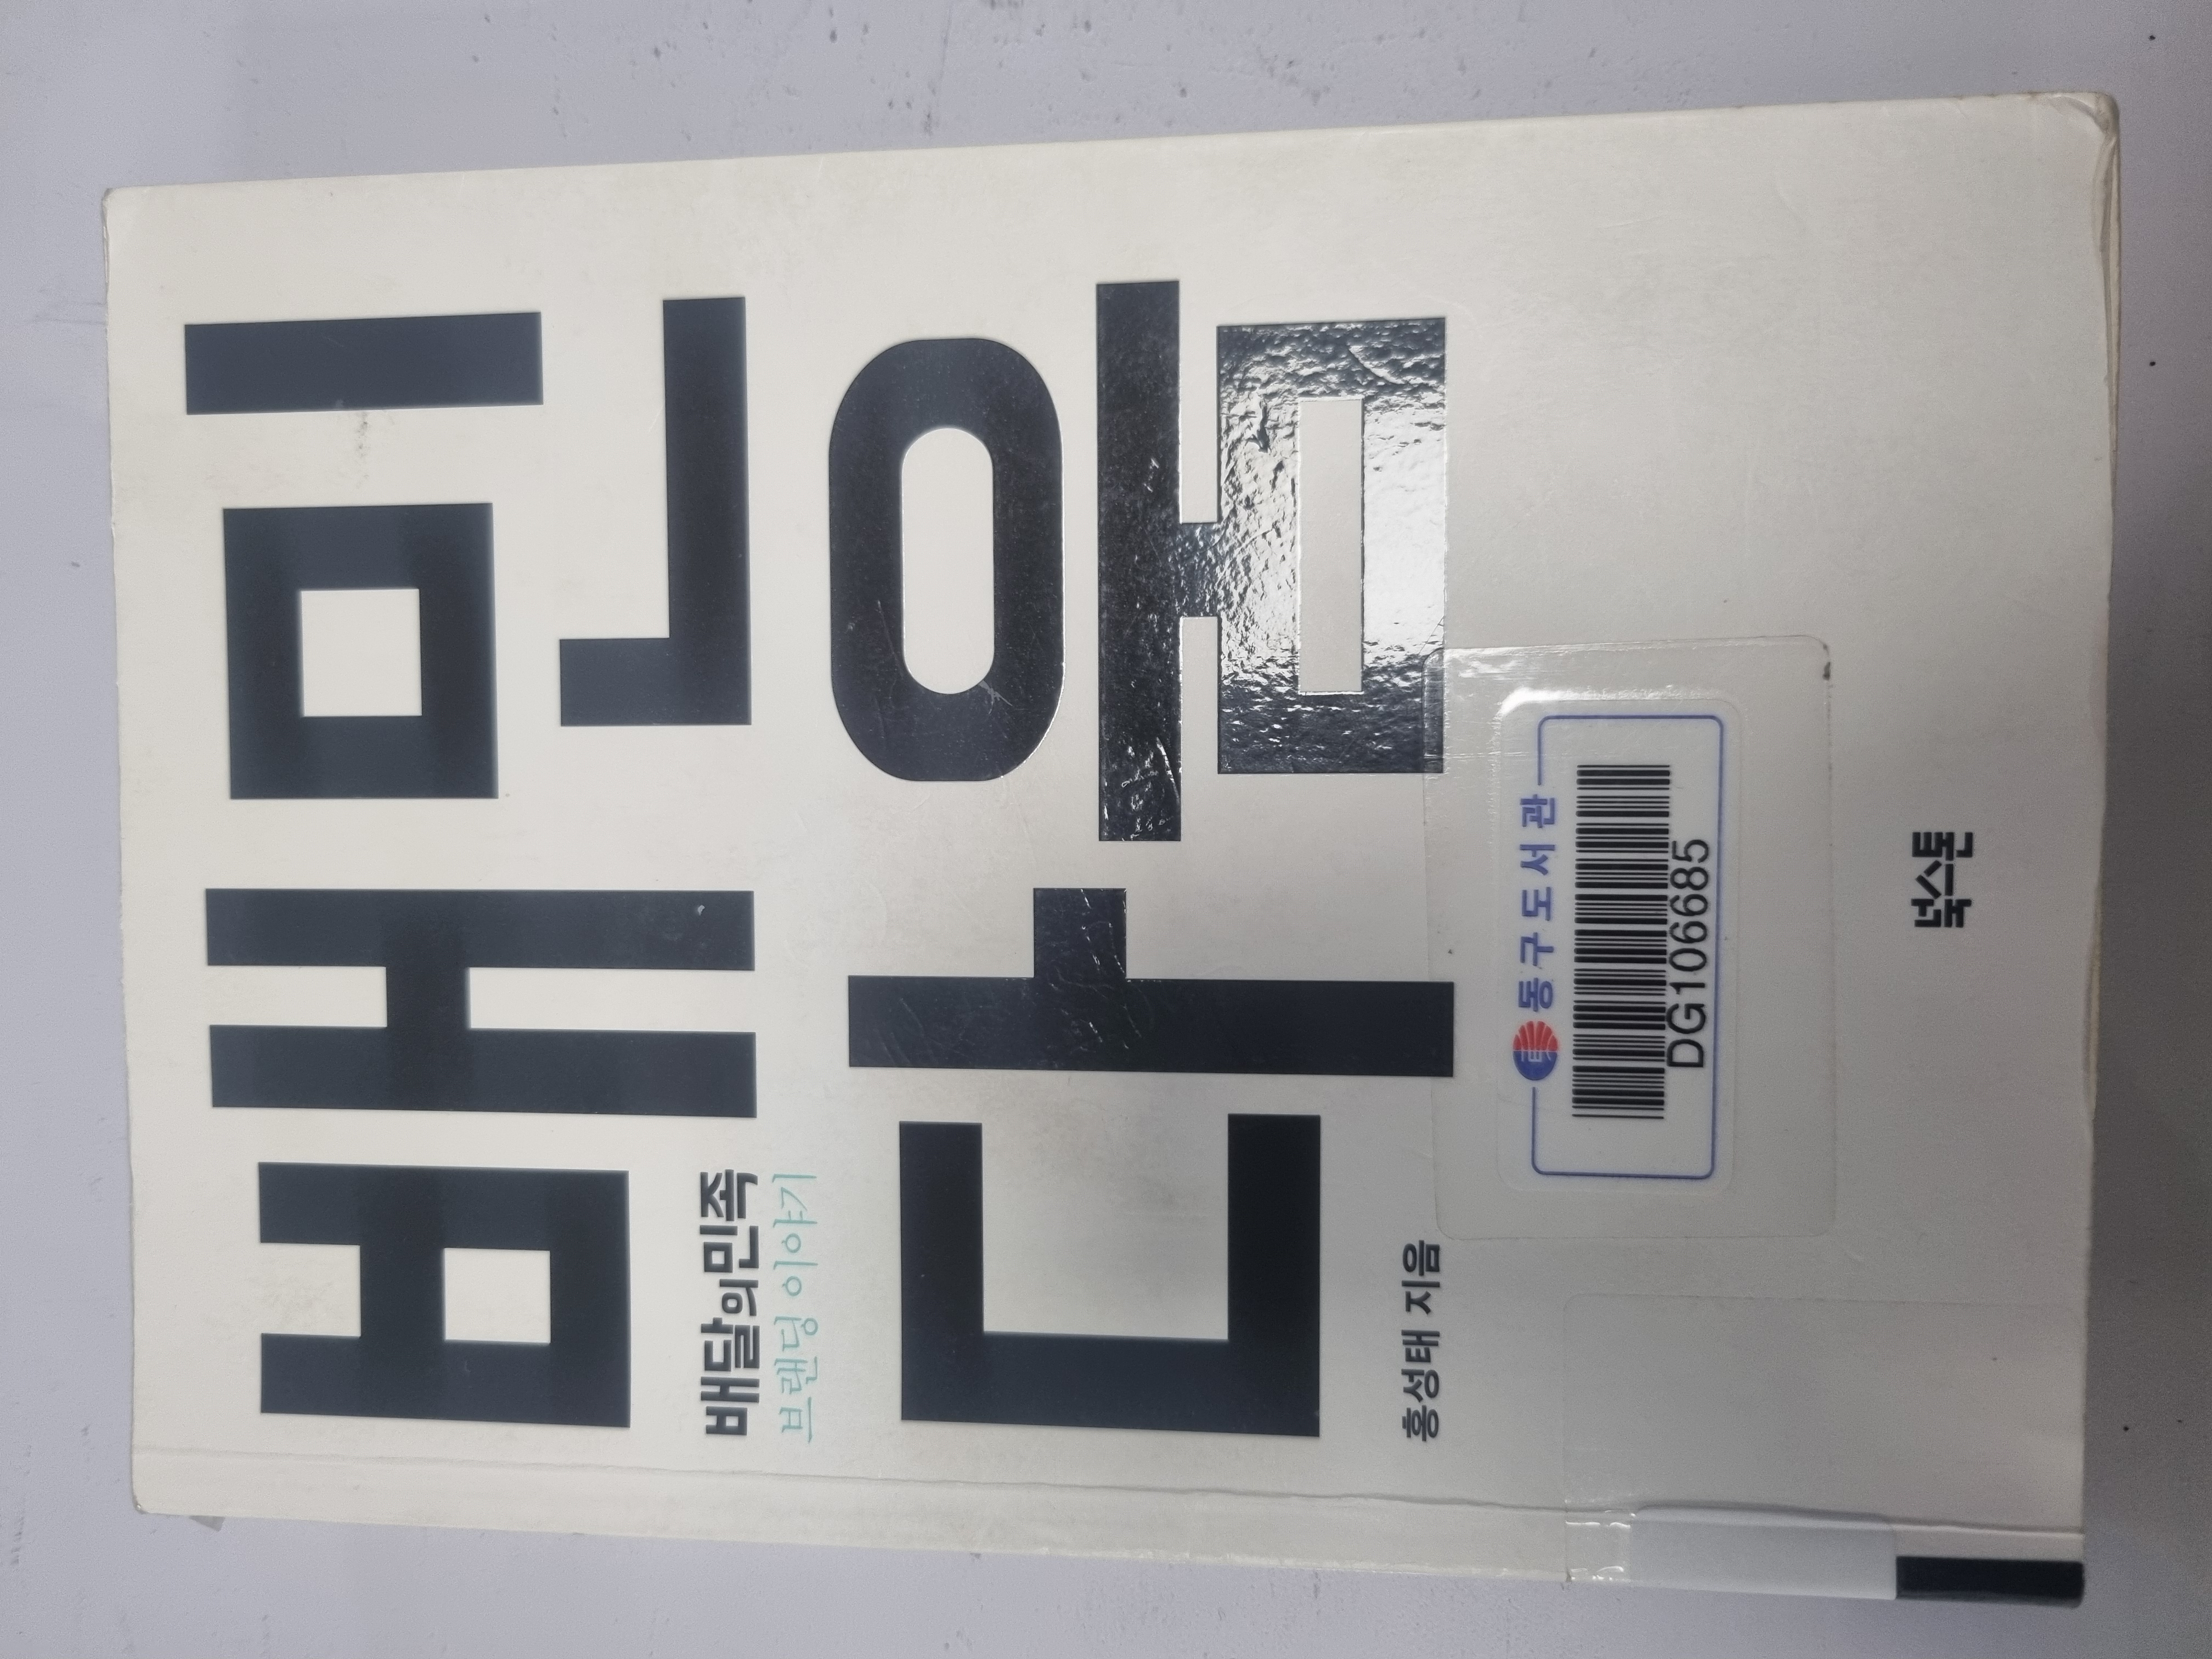 배민
배달의민족
브랜딩 이야기
다움
홍성태 지음
동구도서관
DG1066685
북스톤